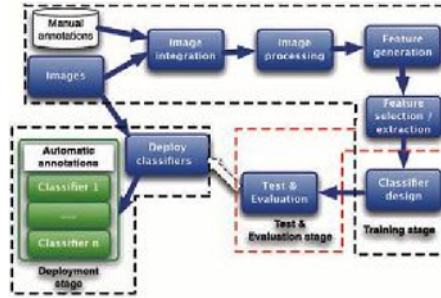 Manual
annotations
Images
Image
integration
Image
processing
Feature
generation
Feature
selection /
extraction
Classifier
design
Training stage
Test &
Evaluation
Test &
Evaluation stage
Deploy
classifiers
Automatic
annotations
Classifier 1
.....
Classifier n
Deployment
stage